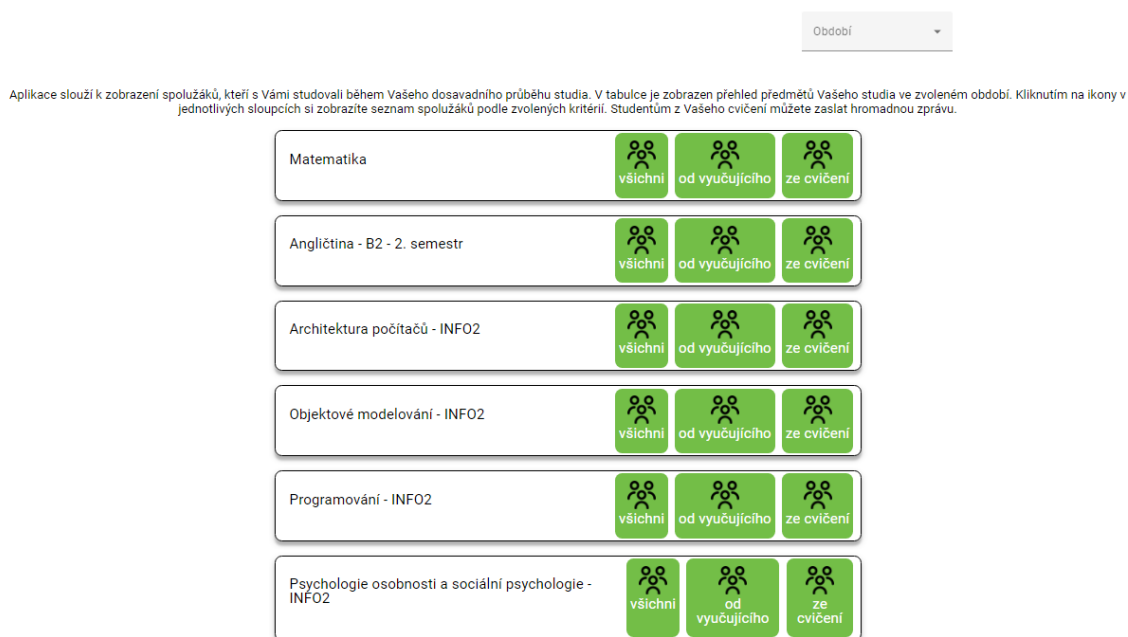 Období
Aplikace slouží k zobrazení spolužáků, kteří s Vámi studovali během Vašeho dosavadního průběhu studia. V tabulce je zobrazen přehled předmětů Vašeho studia ve zvoleném období. Kliknutím na ikony v
jednotlivých sloupcích si zobrazíte seznam spolužáků podle zvolených kritérií. Studentům z Vašeho cvičení můžete zaslat hromadnou zprávu.
Matematika
všichni od vyučujícího ze cvičení
Angličtina - B2 - 2. semestr
všichni od vyučujícího ze cvičení
Architektura počítačů - INFO2
všichni od vyučujícího ze cvičení
Objektové modelování - INFO2
všichni od vyučujícího ze cvičení
Programování - INFO2
všichni od vyučujícího ze cvičení
Psychologie osobnosti a sociální psychologie -
INFO2
všichni od ze
vyučujícího cvičení